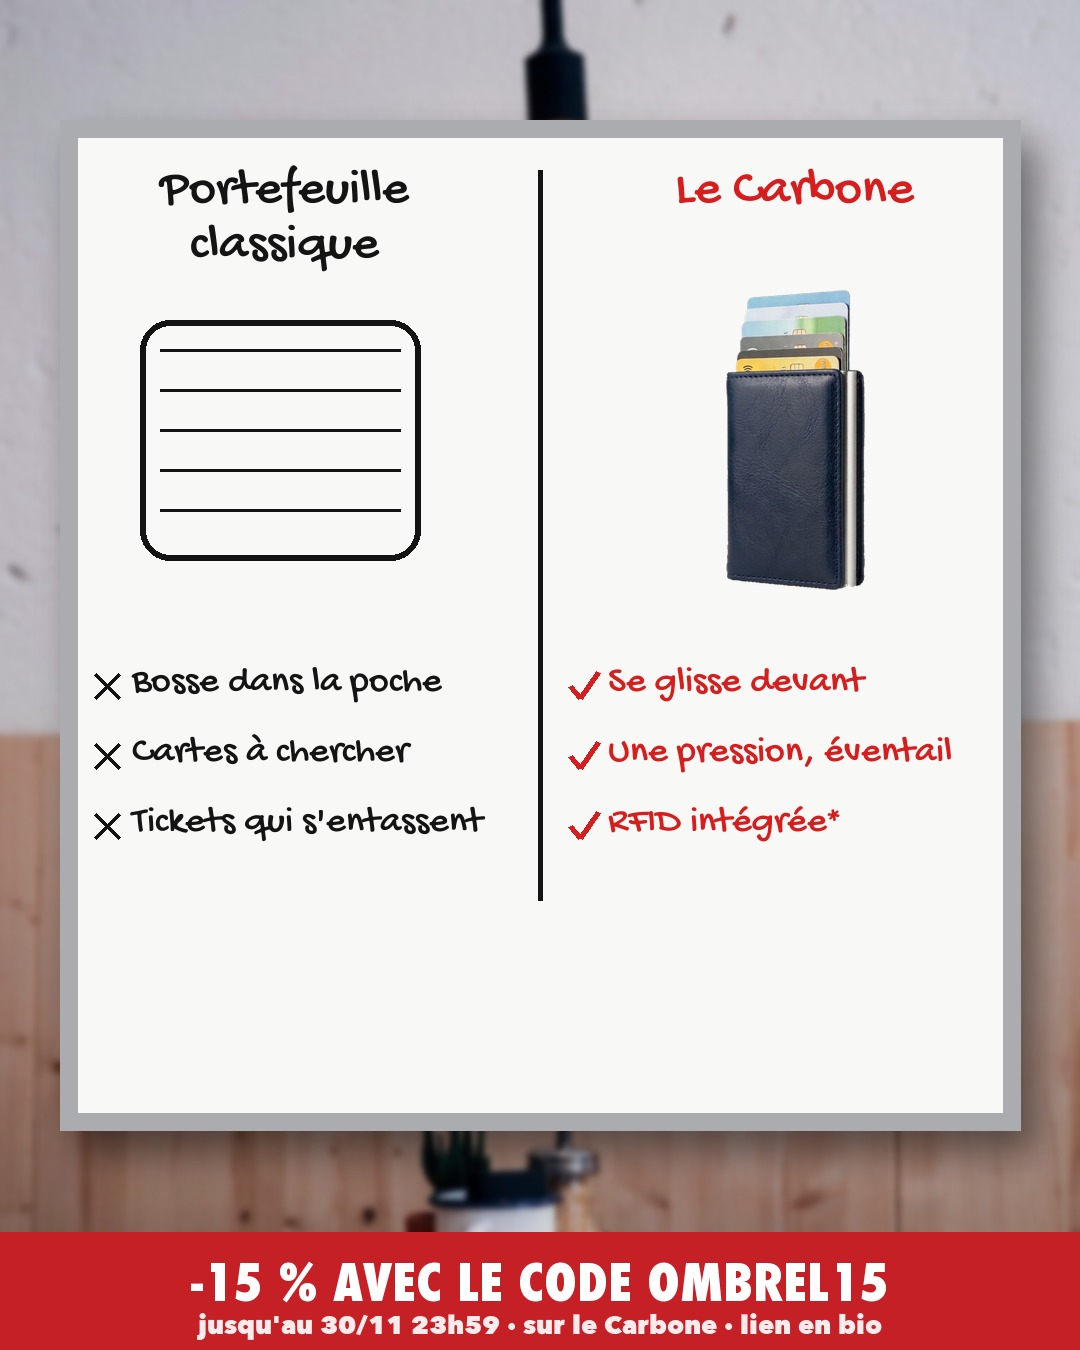 Portefeuille
classique
Bosse dans la poche
Cartes à chercher
Tickets qui s'entassent
Le Carbone
Se glisse devant
Une pression, éventail
RFID intégrée*
-15 % AVEC LE CODE OMBREL15
jusqu'au 30/11 23h59 • sur le Carbone • lien en bio